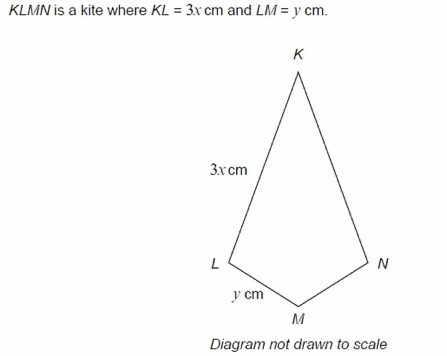 KLMN is a kite where KL = 3x cm and LM = y cm.
K
3x cm
L
N
y cm
M
Diagram not drawn to scale